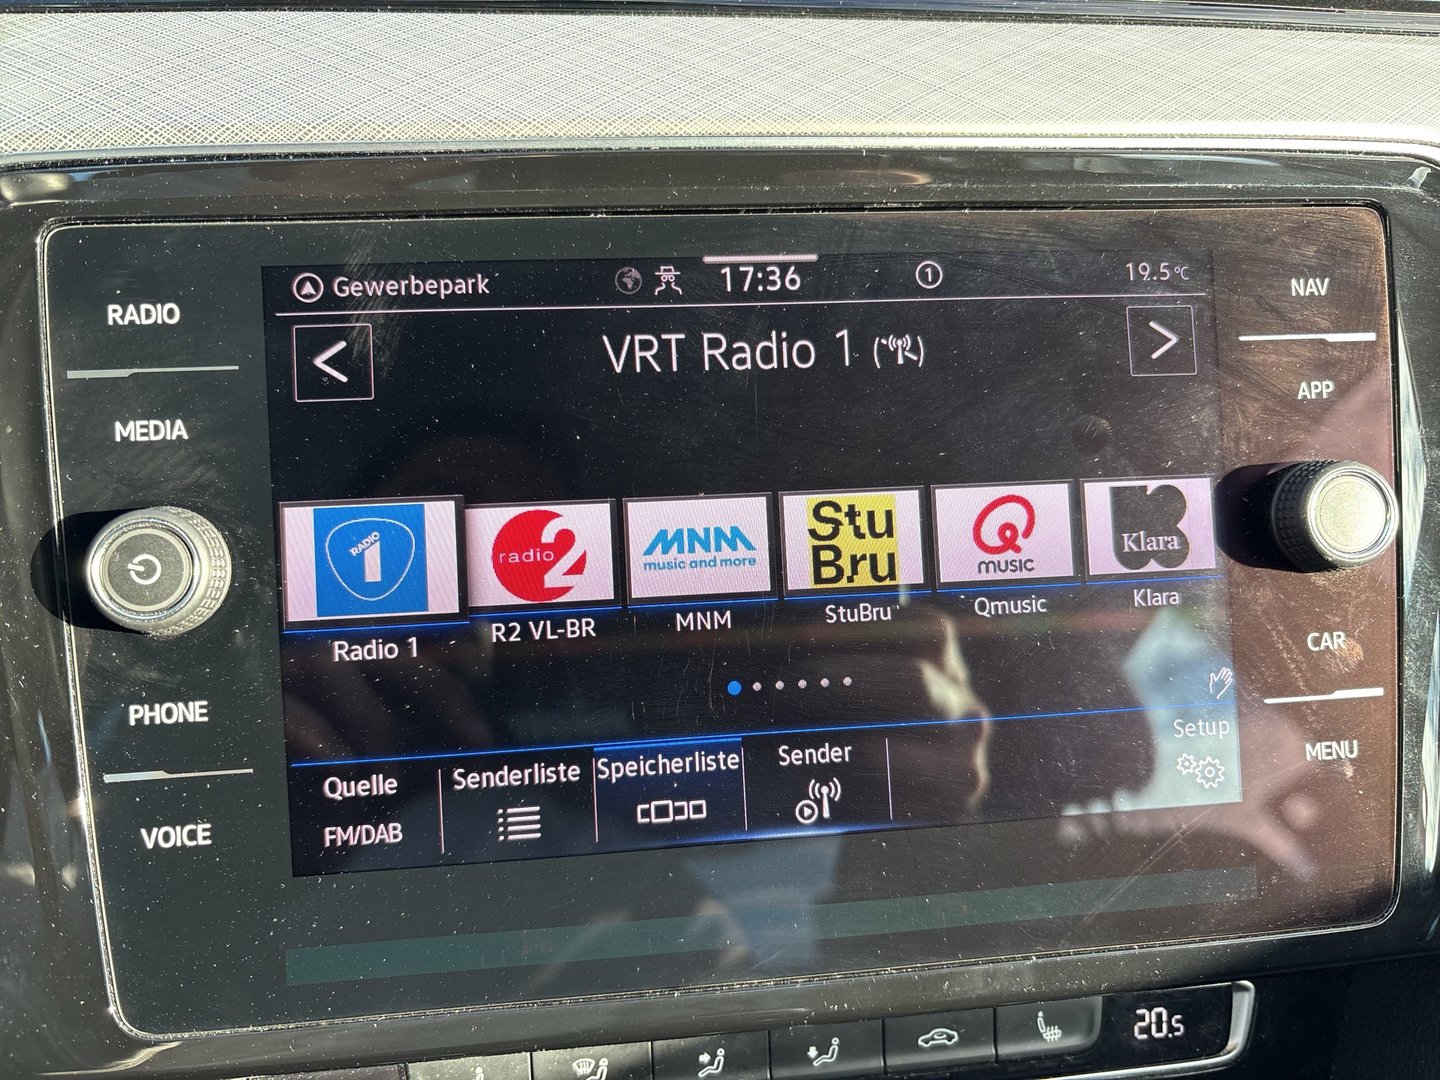 Gewerbepark 17:36 1 19.5°C
RADIO
NAV
VRT Radio 1
APP
MEDIA
RADIO 1
radio 2
MNM
music and more
Stu
Bru
Q
music
K
Klara
Radio 1
R2 VL-BR
MNM
StuBru
Qmusic
Klara
CAR
PHONE
Setup
MENU
Quelle
FM/DAB
Senderliste
Speicherliste
Sender
VOICE
20.5